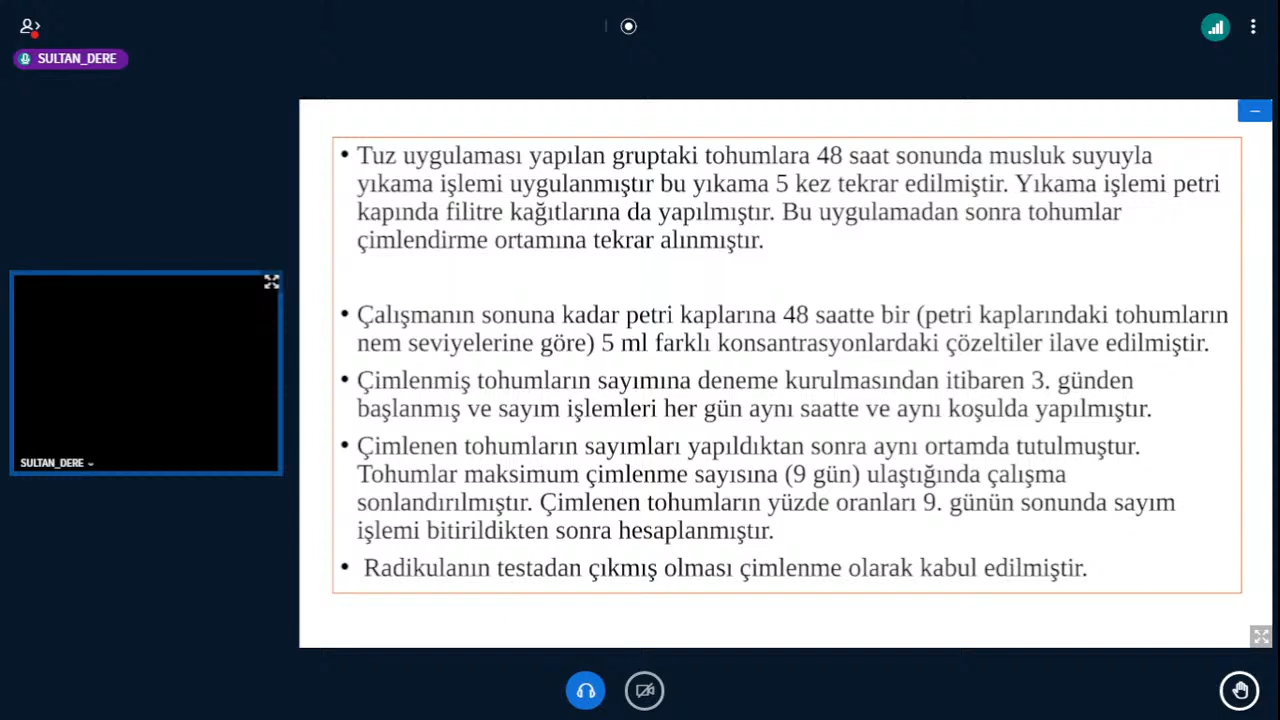 SULTAN_DERE
• Tuz uygulaması yapılan gruptaki tohumlara 48 saat sonunda musluk suyuyla
yıkama işlemi uygulanmıştır bu yıkama 5 kez tekrar edilmiştir. Yıkama işlemi petri
kapında filitre kağıtlarına da yapılmıştır. Bu uygulamadan sonra tohumlar
çimlendirme ortamına tekrar alınmıştır.
• Çalışmanın sonuna kadar petri kaplarına 48 saatte bir (petri kaplarındaki tohumların
nem seviyelerine göre) 5 ml farklı konsantrasyonlardaki çözeltiler ilave edilmiştir.
• Çimlenmiş tohumların sayımına deneme kurulmasından itibaren 3. günden
başlanmış ve sayım işlemleri her gün aynı saatte ve aynı koşulda yapılmıştır.
• Çimlenen tohumların sayımları yapıldıktan sonra aynı ortamda tutulmuştur.
Tohumlar maksimum çimlenme sayısına (9 gün) ulaştığında çalışma
sonlandırılmıştır. Çimlenen tohumların yüzde oranları 9. günün sonunda sayım
işlemi bitirildikten sonra hesaplanmıştır.
• Radikulanın testadan çıkmış olması çimlenme olarak kabul edilmiştir.
SULTAN_DERE